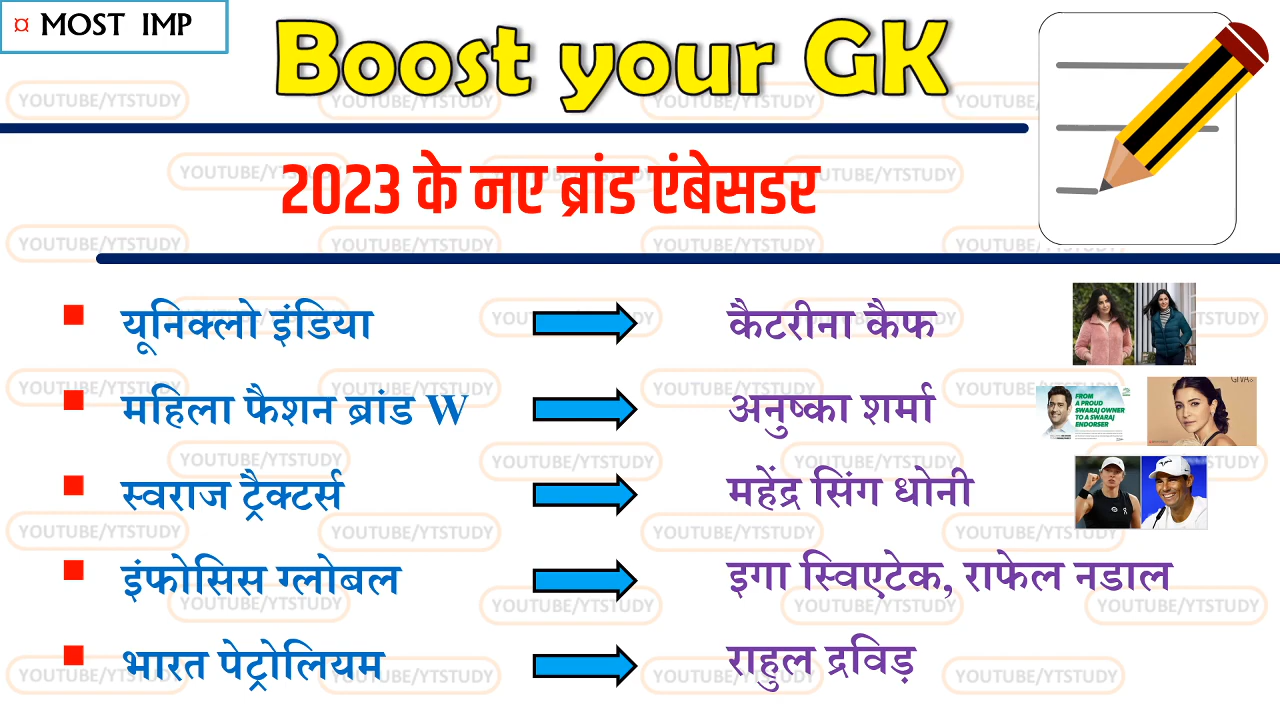 ¤ MOST IMP
Boost your GK
2023 के नए ब्रांड एंबेसडर
यूनिक्लो इंडिया कैटरीना कैफ
महिला फैशन ब्रांड W अनुष्का शर्मा
स्वराज ट्रैक्टर्स महेंद्र सिंग धोनी
इंफोसिस ग्लोबल इगा स्विएटेक, राफेल नडाल
भारत पेट्रोलियम राहुल द्रविड़
FROM
A PROUD
SWARAJ OWNER
TO A SWARAJ
ENDORSER
GIVA
YOUTUBE/YTSTUDY